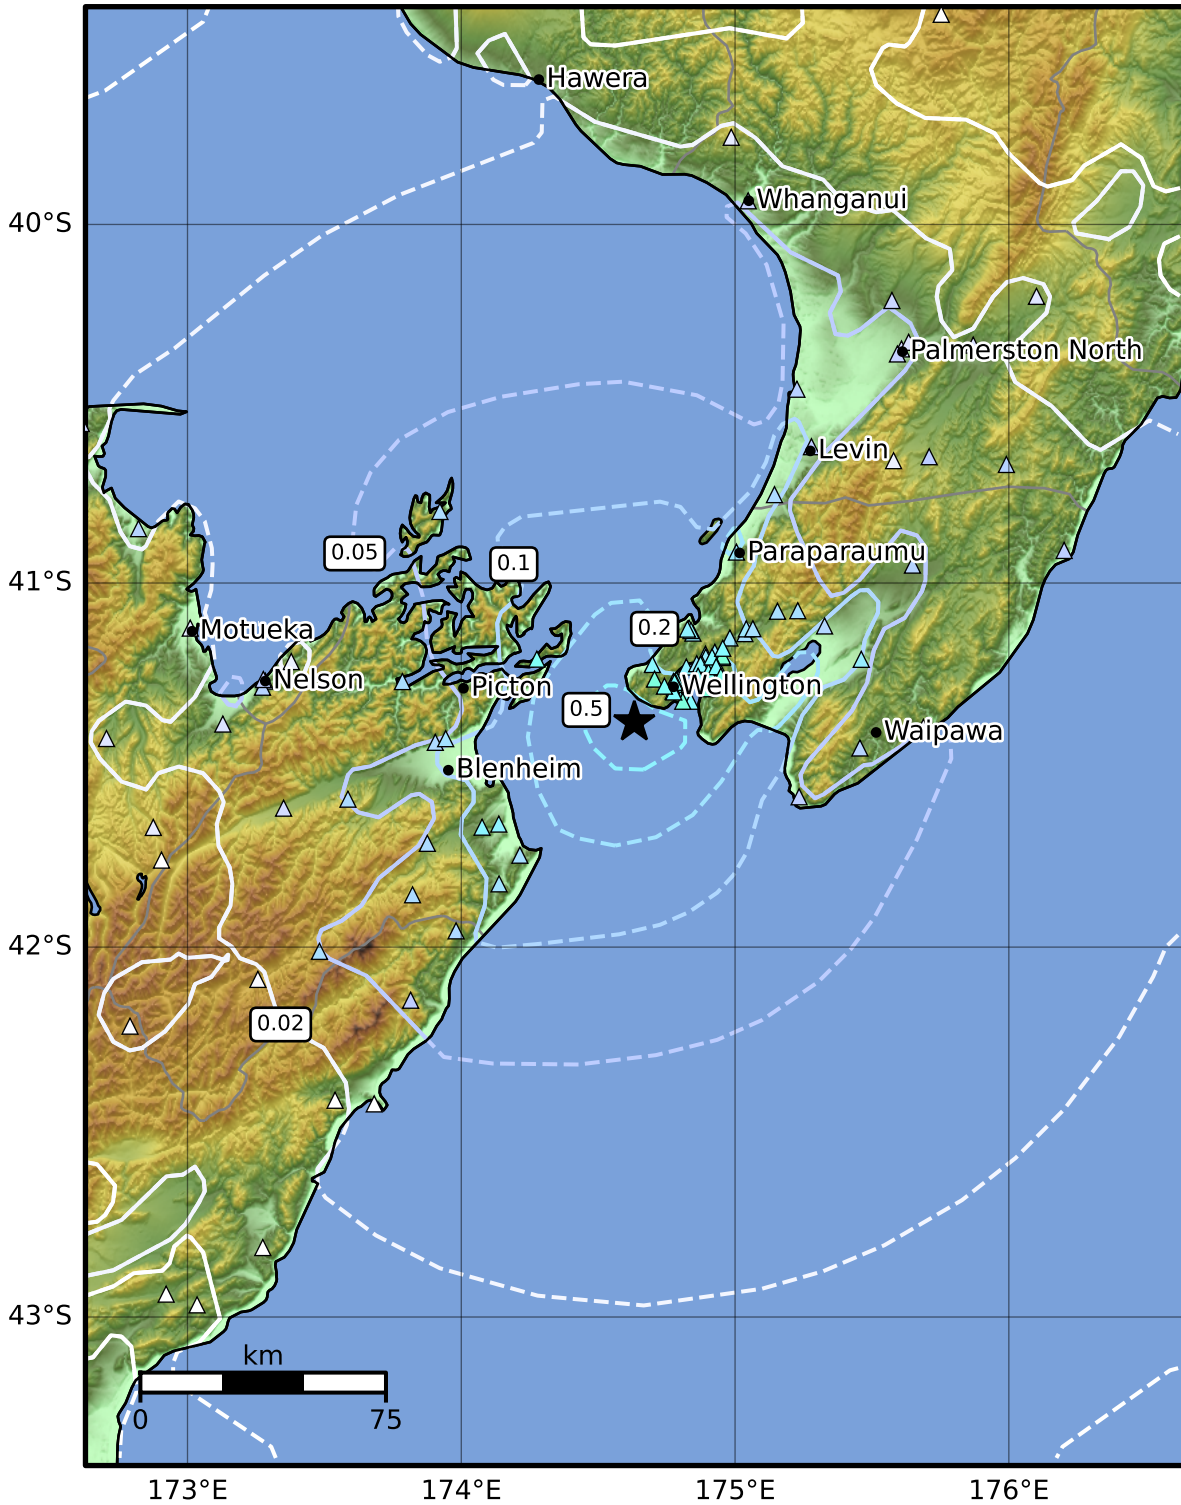 Hawera
Whanganui
40°S
Palmerston North
Levin
0.05
0.1
Paraparaumu
41°S
Motueka
0.2
Nelson
Picton
Wellington
0.5
Waipawa
Blenheim
42°S
0.02
43°S
km
0
75
173°E
174°E
175°E
176°E